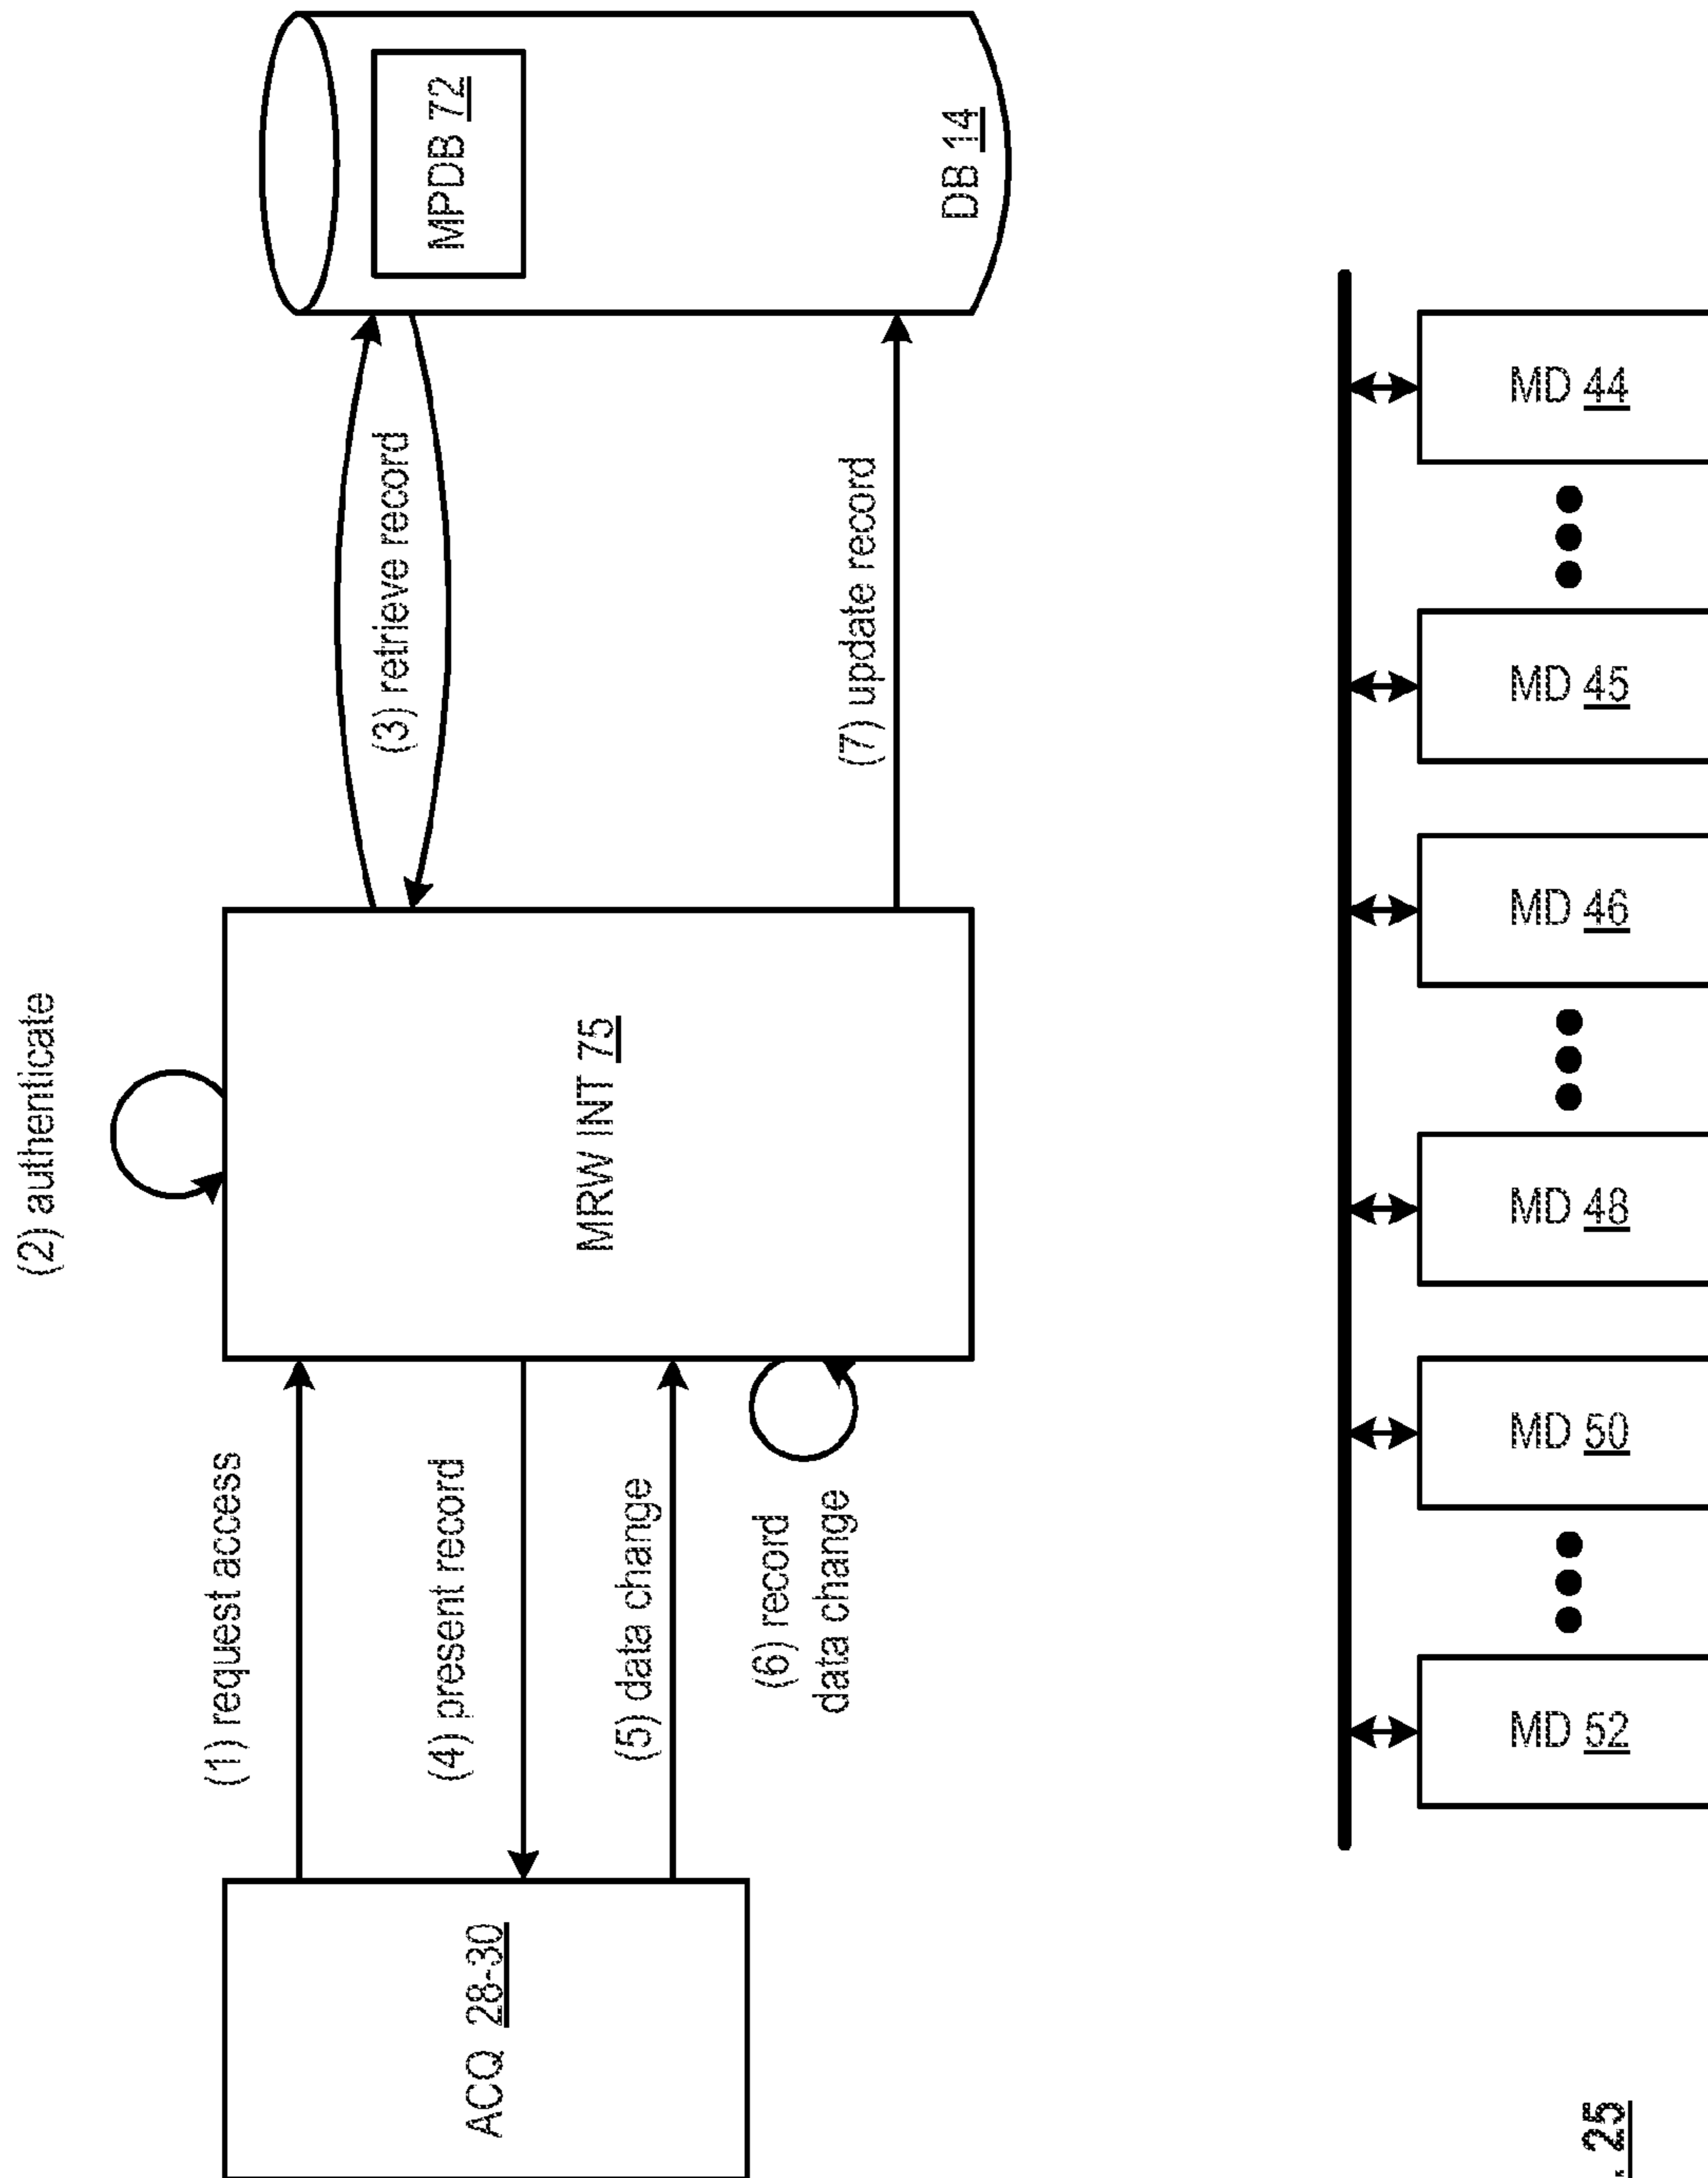 (2) authenticate
(1) request access
(3) retrieve record
MPDB 72
(4) present record
ACQ 28-30
MRW INT 75
(5) data change
(6) record
data change
(7) update record
DB 14
MD 52
MD 50
MD 48
MD 46
MD 45
MD 44
. 25